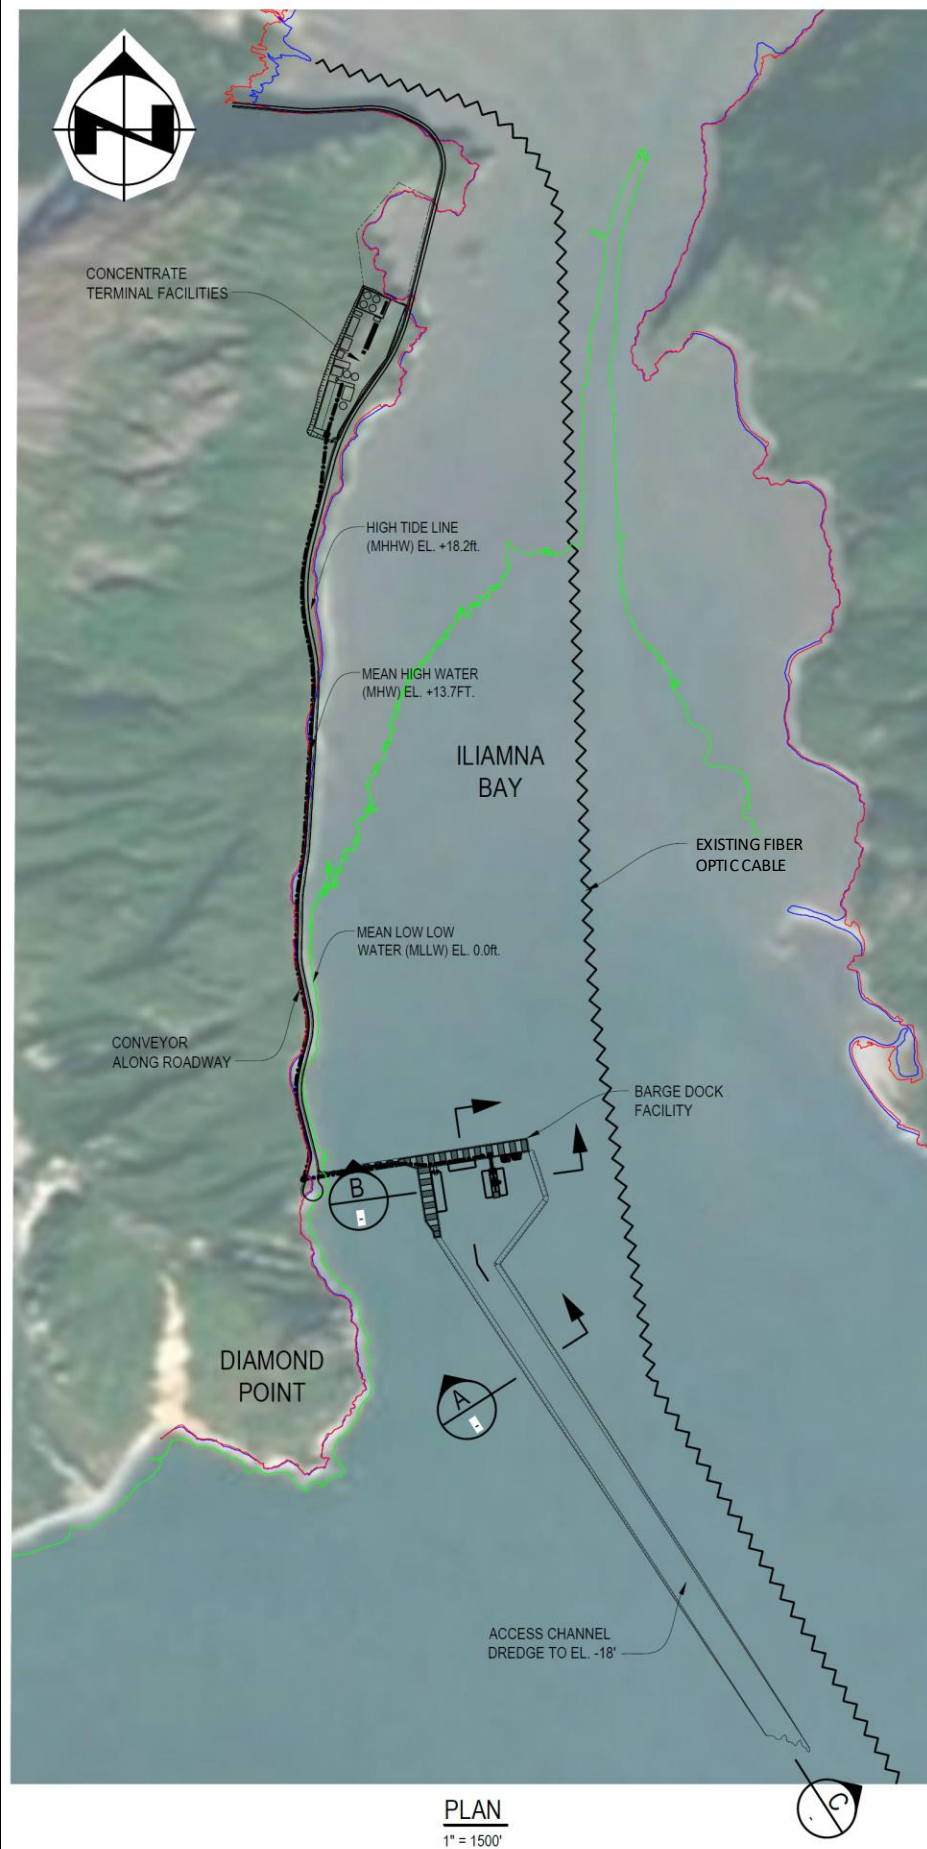 N
CONCENTRATE
TERMINAL FACILITIES
HIGH TIDE LINE
(MHHW) EL. +18.2ft.
MEAN HIGH WATER
(MHW) EL. +13.7FT.
ILIAMNA
BAY
EXISTING FIBER
OPTIC CABLE
MEAN LOW LOW
WATER (MLLW) EL. 0.0ft.
CONVEYOR
ALONG ROADWAY
BARGE DOCK
FACILITY
B
-
DIAMOND
POINT
A
-
ACCESS CHANNEL
DREDGE TO EL. -18'
C
-
PLAN
1" = 1500'